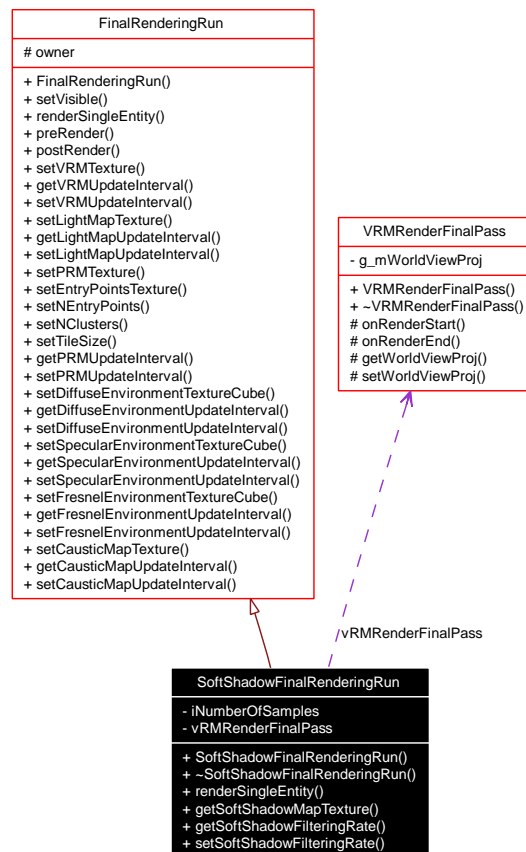 FinalRenderingRun
# owner
+ FinalRenderingRun()
+ setVisible()
+ renderSingleEntity()
+ preRender()
+ postRender()
+ setVRMTexture()
+ getVRMUpdateInterval()
+ setVRMUpdateInterval()
+ setLightMapTexture()
+ getLightMapUpdateInterval()
+ setLightMapUpdateInterval()
+ setPRMTexture()
+ setEntryPointsTexture()
+ setNEntryPoints()
+ setNClusters()
+ setTileSize()
+ getPRMUpdateInterval()
+ setPRMUpdateInterval()
+ setDiffuseEnvironmentTextureCube()
+ getDiffuseEnvironmentUpdateInterval()
+ setDiffuseEnvironmentUpdateInterval()
+ setSpecularEnvironmentTextureCube()
+ getSpecularEnvironmentUpdateInterval()
+ setSpecularEnvironmentUpdateInterval()
+ setFresnelEnvironmentTextureCube()
+ getFresnelEnvironmentUpdateInterval()
+ setFresnelEnvironmentUpdateInterval()
+ setCausticMapTexture()
+ getCausticMapUpdateInterval()
+ setCausticMapUpdateInterval()
VRMRenderFinalPass
- g_mWorldViewProj
+ VRMRenderFinalPass()
+ ~VRMRenderFinalPass()
# onRenderStart()
# onRenderEnd()
# getWorldViewProj()
# setWorldViewProj()
vRMRenderFinalPass
SoftShadowFinalRenderingRun
- iNumberOfSamples
- vRMRenderFinalPass
+ SoftShadowFinalRenderingRun()
+ ~SoftShadowFinalRenderingRun()
+ renderSingleEntity()
+ getSoftShadowMapTexture()
+ getSoftShadowFilteringRate()
+ setSoftShadowFilteringRate()